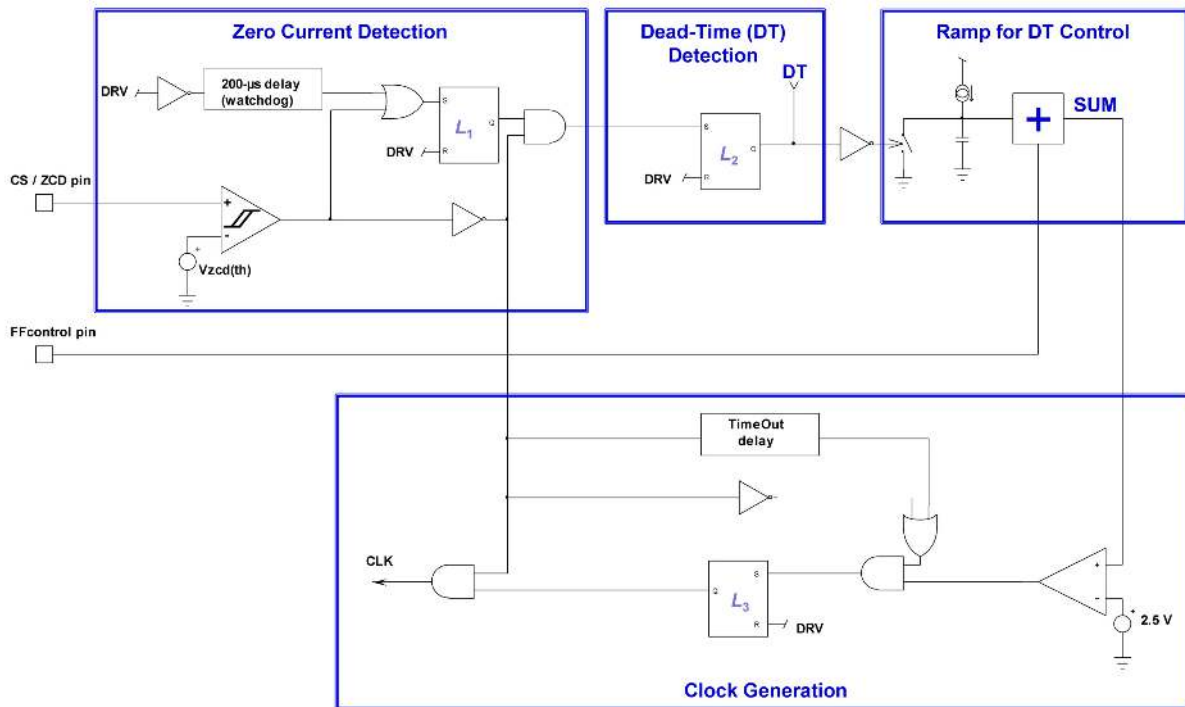 Zero Current Detection
Dead-Time (DT)
Detection
Ramp for DT Control
DRV
200-µs delay
(watchdog)
S
L1
Q
R
DRV
DT
S
L2
Q
R
DRV
+
SUM
CS / ZCD pin
+
-
+
Vzcd(th)
FFcontrol pin
TimeOut
delay
CLK
Q
L3
S
R
DRV
+
-
+
2.5 V
Clock Generation